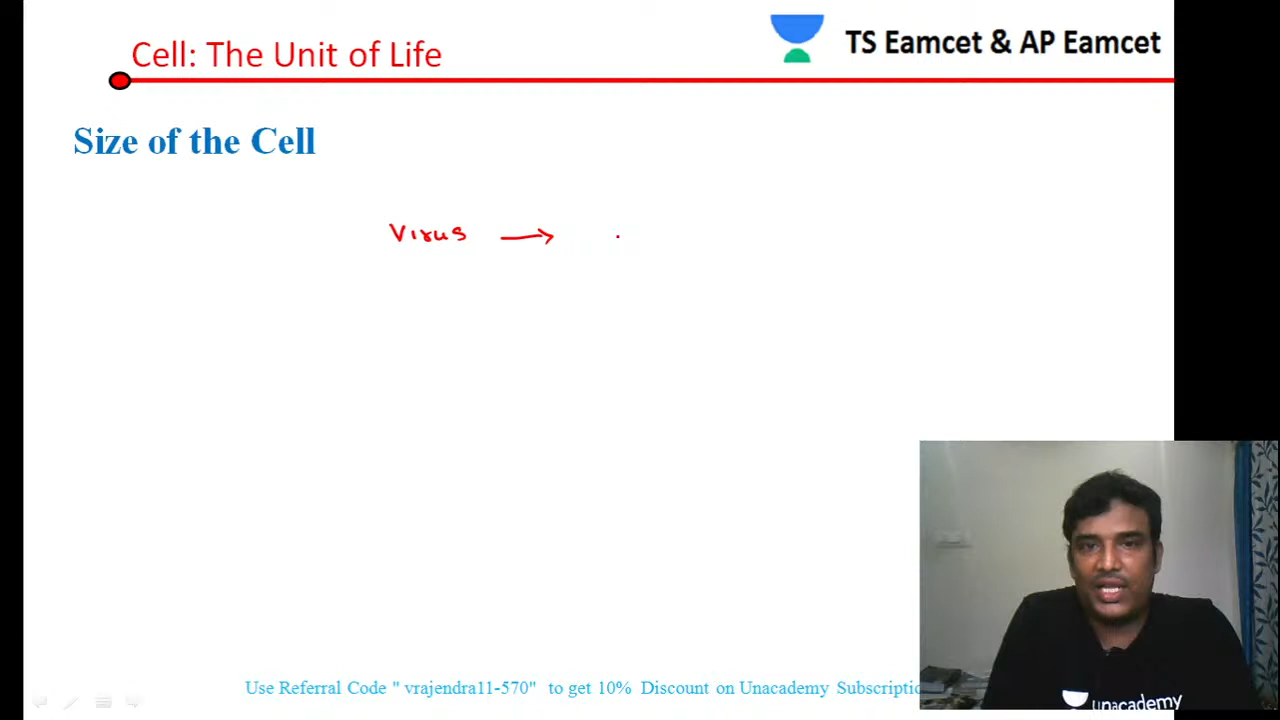 Cell: The Unit of Life
TS Eamcet & AP Eamcet
Size of the Cell
Virus →
Use Referral Code " vrajendra11-570" to get 10% Discount on Unacademy Subscriptio
unacademy